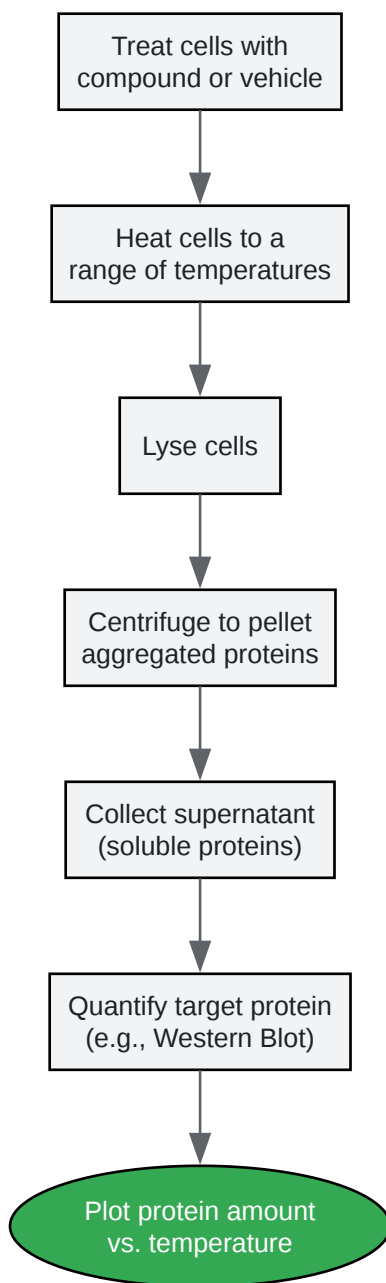 Treat cells with
compound or vehicle
Heat cells to a
range of temperatures
Lyse cells
Centrifuge to pellet
aggregated proteins
Collect supernatant
(soluble proteins)
Quantify target protein
(e.g., Western Blot)
Plot protein amount
vs. temperature